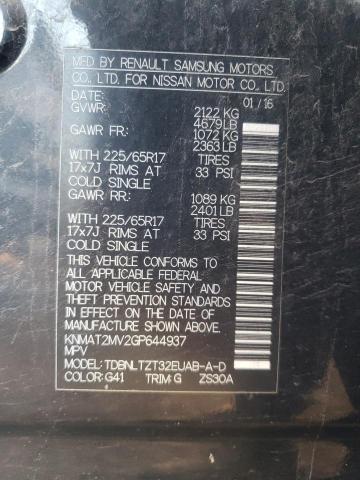 MFD BY RENAULT SAMSUNG MOTORS
CO., LTD. FOR NISSAN MOTOR CO., LTD.
DATE: 01/16
GVWR: 2122 KG
4679 LB
GAWR FR: 1072 KG
2363 LB
WITH 225/65R17 TIRES
17x7J RIMS AT 33 PSI
COLD SINGLE
GAWR RR: 1089 KG
2401 LB
WITH 225/65R17 TIRES
17x7J RIMS AT 33 PSI
COLD SINGLE
THIS VEHICLE CONFORMS
TO ALL APPLICABLE FEDERAL
MOTOR VEHICLE SAFETY AND
THEFT PREVENTION STANDARDS
IN EFFECT ON THE DATE OF
MANUFACTURE SHOWN ABOVE.
KNMAT2MV2GP644937
MPV
MODEL: TDBNLTZT32EUAB-A-D
COLOR: G41 TRIM: G ZS30A